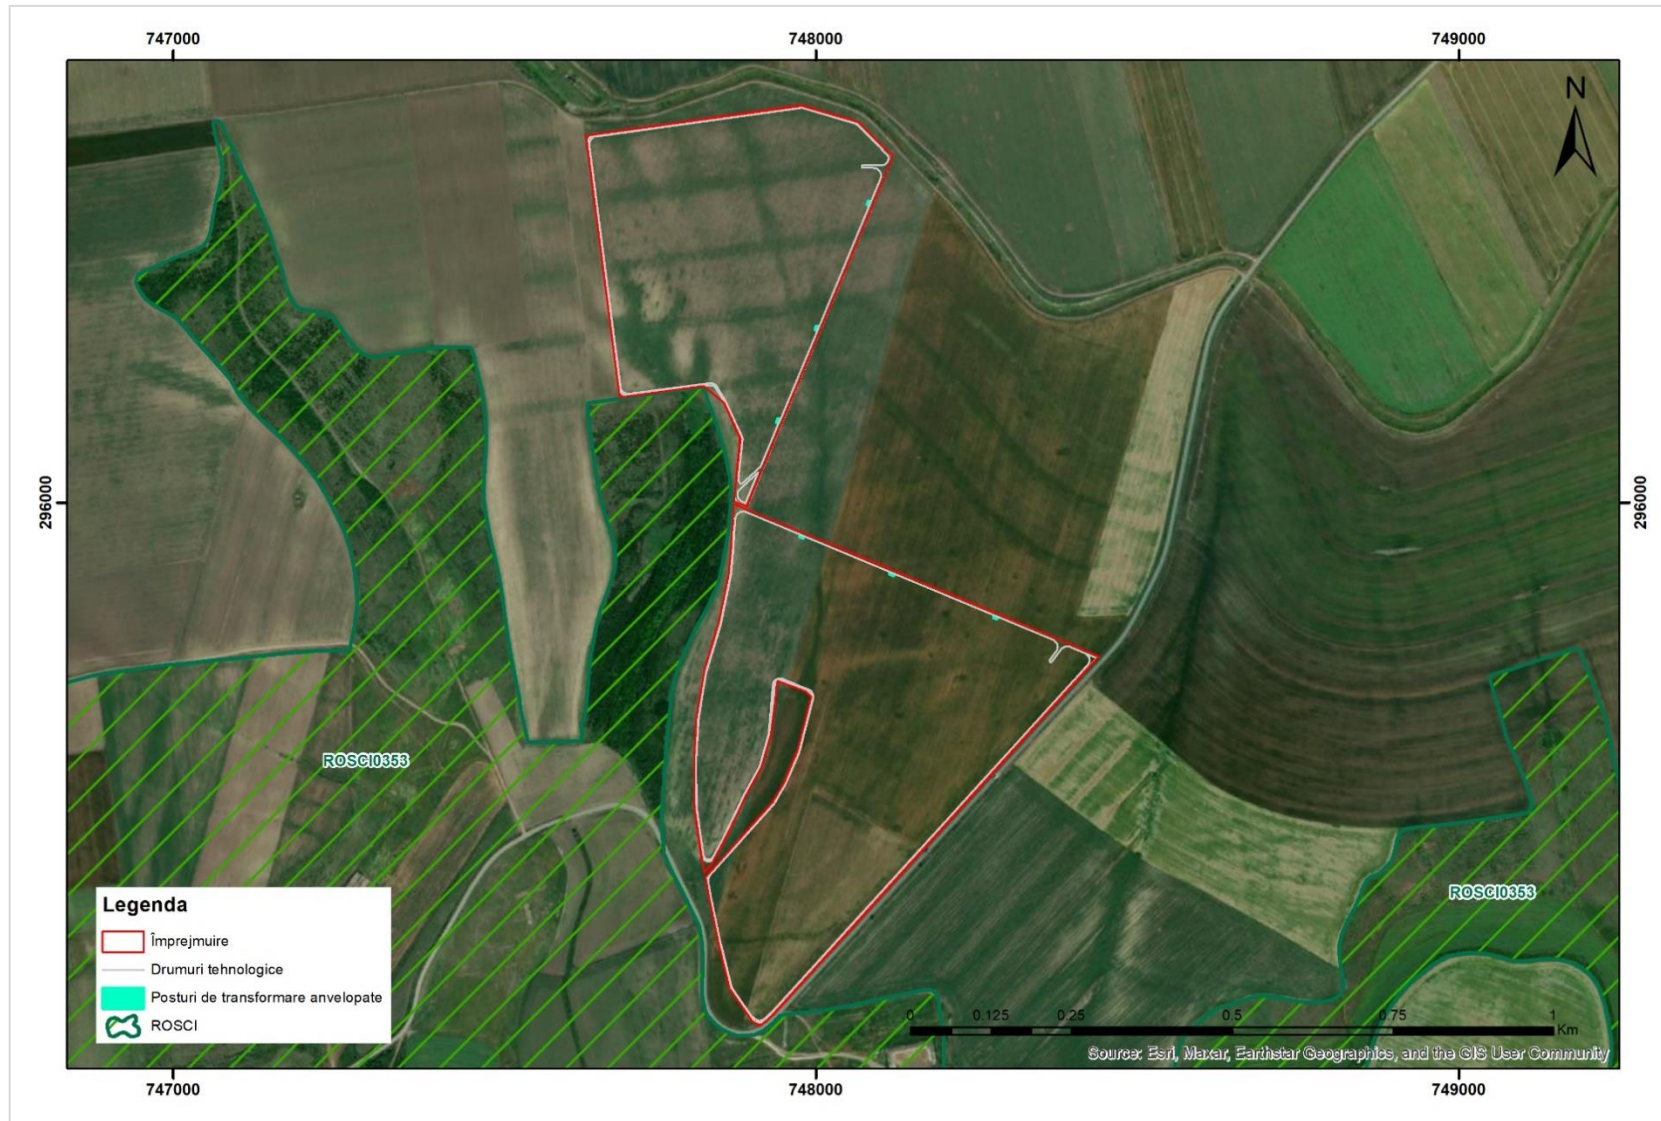 747000 748000 749000
N
296000 296000
ROSCI0353
ROSCI0353
Legenda
Împrejmuire
Drumuri tehnologice
Posturi de transformare anvelopate
ROSCI
0 0.125 0.25 0.5 0.75 1
Km
Source: Esri, Maxar, Earthstar Geographics, and the GIS User Community
747000 748000 749000